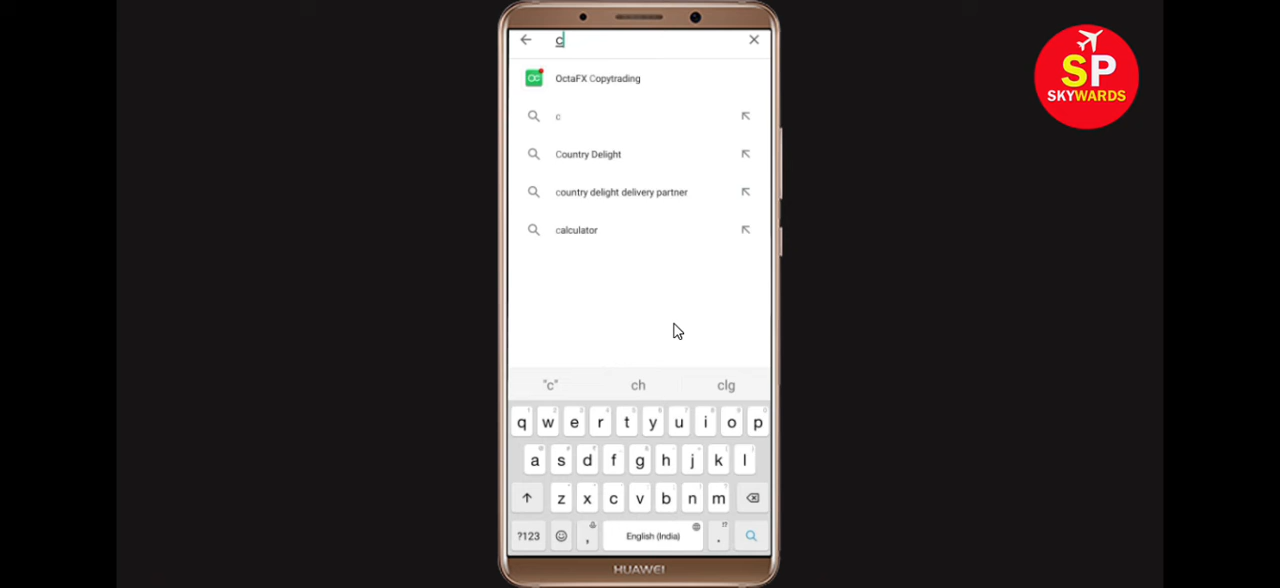 c
SP
SKYWARDS
OctaFX Copytrading
c
Country Delight
country delight delivery partner
calculator
"c" ch clg
q w e r t y u i o p
a s d f g h j k l
z x c v b n m
?123 , English (India) .
HUAWEI